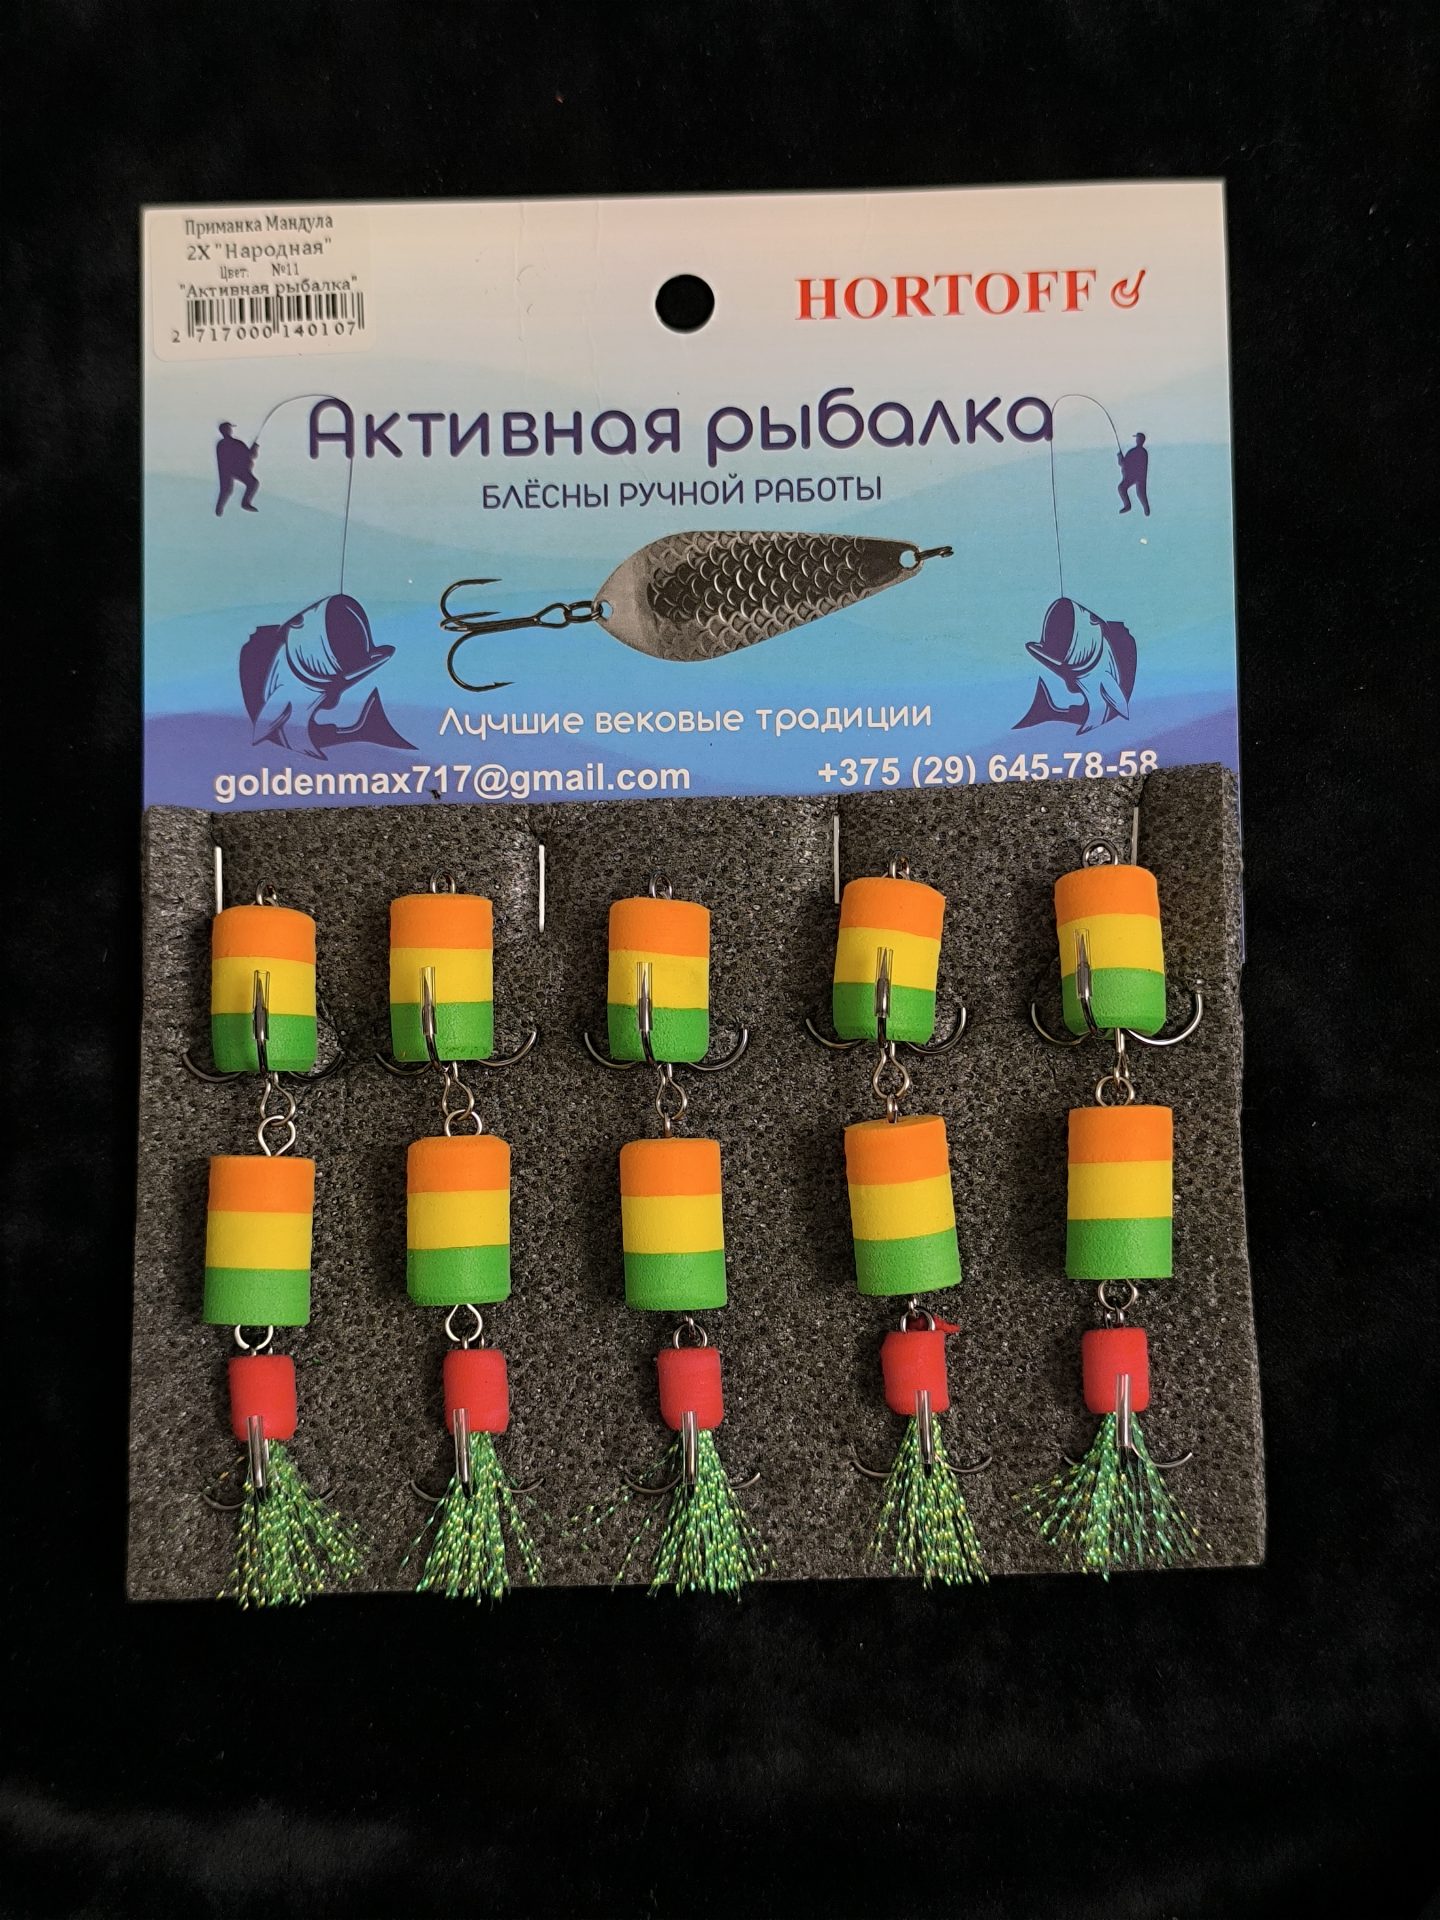 Приманка Мандула
2X "Народная"
Цвет: №11
"Активная рыбалка"
2 717000 140107
HORTOFF
Активная рыбалка
БЛЁСНЫ РУЧНОЙ РАБОТЫ
Лучшие вековые традиции
goldenmax717@gmail.com +375 (29) 645-78-58